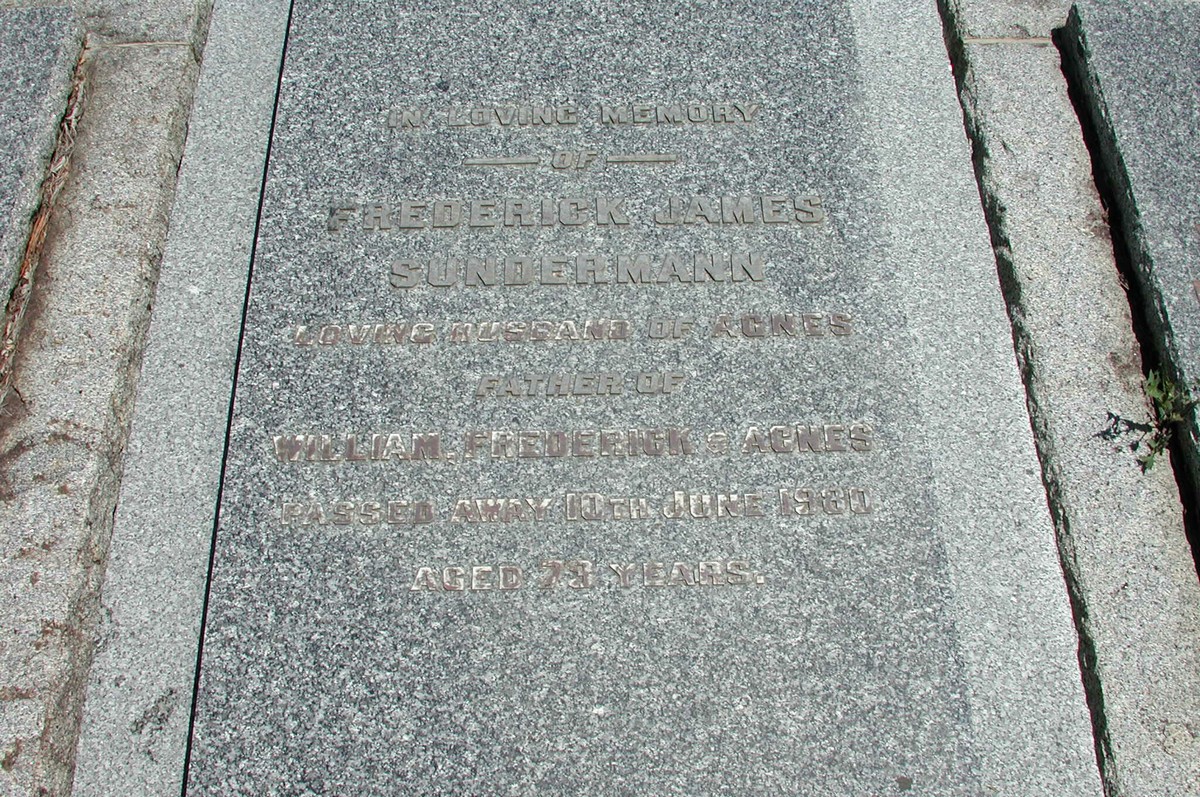 IN LOVING MEMORY
— OF —
FREDERICK JAMES
SUNDERMANN
LOVING HUSBAND OF AGNES
FATHER OF
WILLIAM, FREDERICK & AGNES
PASSED AWAY 10TH JUNE 1980
AGED 73 YEARS.